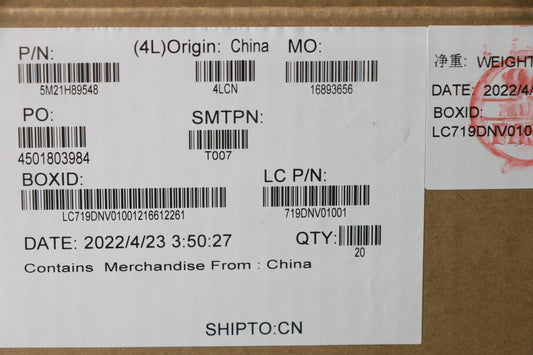 P/N:
5M21H89548
(4L)Origin: China
4LCN
MO:
16893656
PO:
4501803984
SMTPN:
T007
BOXID:
LC719DNV01001216612261
LC P/N:
719DNV01001
DATE: 2022/4/23 3:50:27
QTY:
20
Contains Merchandise From : China
SHIPTO:CN
净重: WEIGHT
DATE: 2022/4/
BOXID:
LC719DNV0100